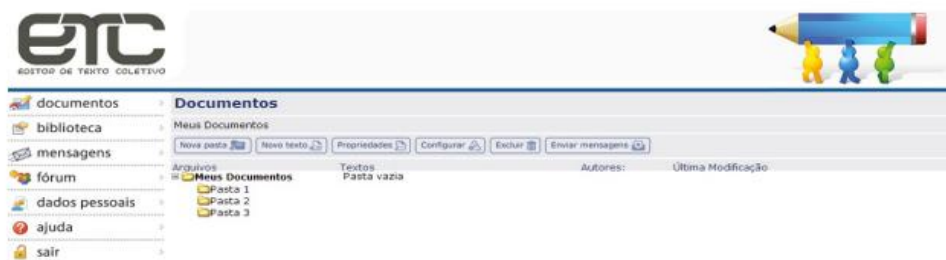 ETC
EDITOR DE TEXTO COLETIVO
documentos
biblioteca
mensagens
fórum
dados pessoais
ajuda
sair
Documentos
Meus Documentos
Nova pasta Novo texto Propriedades Configurar Excluir Enviar mensagens
Arquivos Textos Autores: Última Modificação
Meus Documentos Pasta vazia
Pasta 1
Pasta 2
Pasta 3